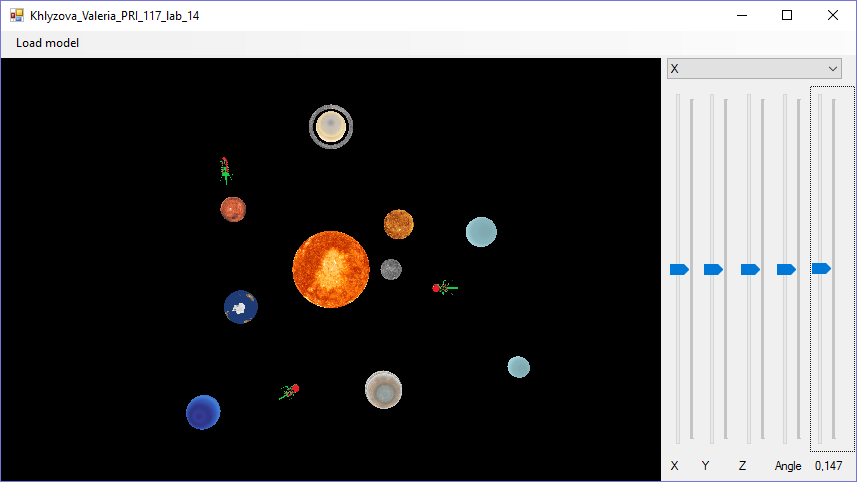 Khlyzova_Valeria_PRI_117_lab_14
Load model
X
X Y Z Angle 0,147